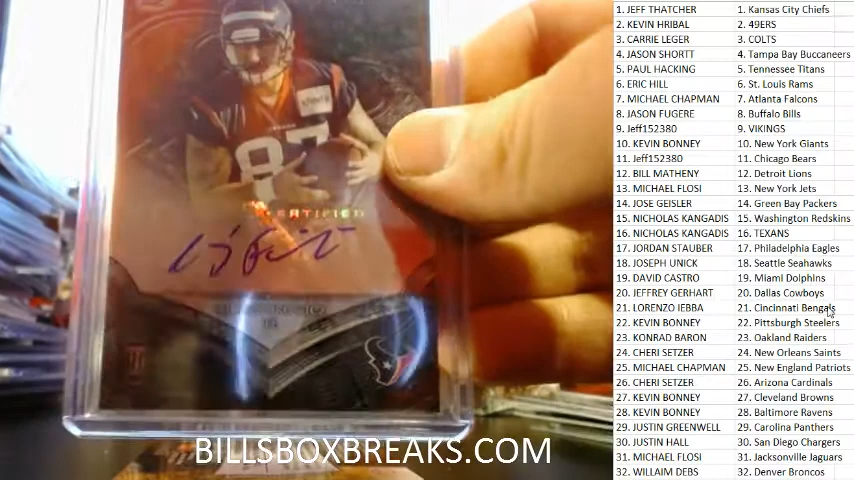 87
CERTIFIED
BILLSBOXBREAKS.COM
1. JEFF THATCHER 1. Kansas City Chiefs
2. KEVIN HRIBAL 2. 49ERS
3. CARRIE LEGER 3. COLTS
4. JASON SHORTT 4. Tampa Bay Buccaneers
5. PAUL HACKING 5. Tennessee Titans
6. ERIC HILL 6. St. Louis Rams
7. MICHAEL CHAPMAN 7. Atlanta Falcons
8. JASON FUGERE 8. Buffalo Bills
9. Jeff152380 9. VIKINGS
10. KEVIN BONNEY 10. New York Giants
11. Jeff152380 11. Chicago Bears
12. BILL MATHENY 12. Detroit Lions
13. MICHAEL FLOSI 13. New York Jets
14. JOSE GEISLER 14. Green Bay Packers
15. NICHOLAS KANGADIS 15. Washington Redskins
16. NICHOLAS KANGADIS 16. TEXANS
17. JORDAN STAUBER 17. Philadelphia Eagles
18. JOSEPH UNICK 18. Seattle Seahawks
19. DAVID CASTRO 19. Miami Dolphins
20. JEFFREY GERHART 20. Dallas Cowboys
21. LORENZO IEBBA 21. Cincinnati Bengals
22. KEVIN BONNEY 22. Pittsburgh Steelers
23. KONRAD BARON 23. Oakland Raiders
24. CHERI SETZER 24. New Orleans Saints
25. MICHAEL CHAPMAN 25. New England Patriots
26. CHERI SETZER 26. Arizona Cardinals
27. KEVIN BONNEY 27. Cleveland Browns
28. KEVIN BONNEY 28. Baltimore Ravens
29. JUSTIN GREENWELL 29. Carolina Panthers
30. JUSTIN HALL 30. San Diego Chargers
31. MICHAEL FLOSI 31. Jacksonville Jaguars
32. WILLAIM DEBS 32. Denver Broncos